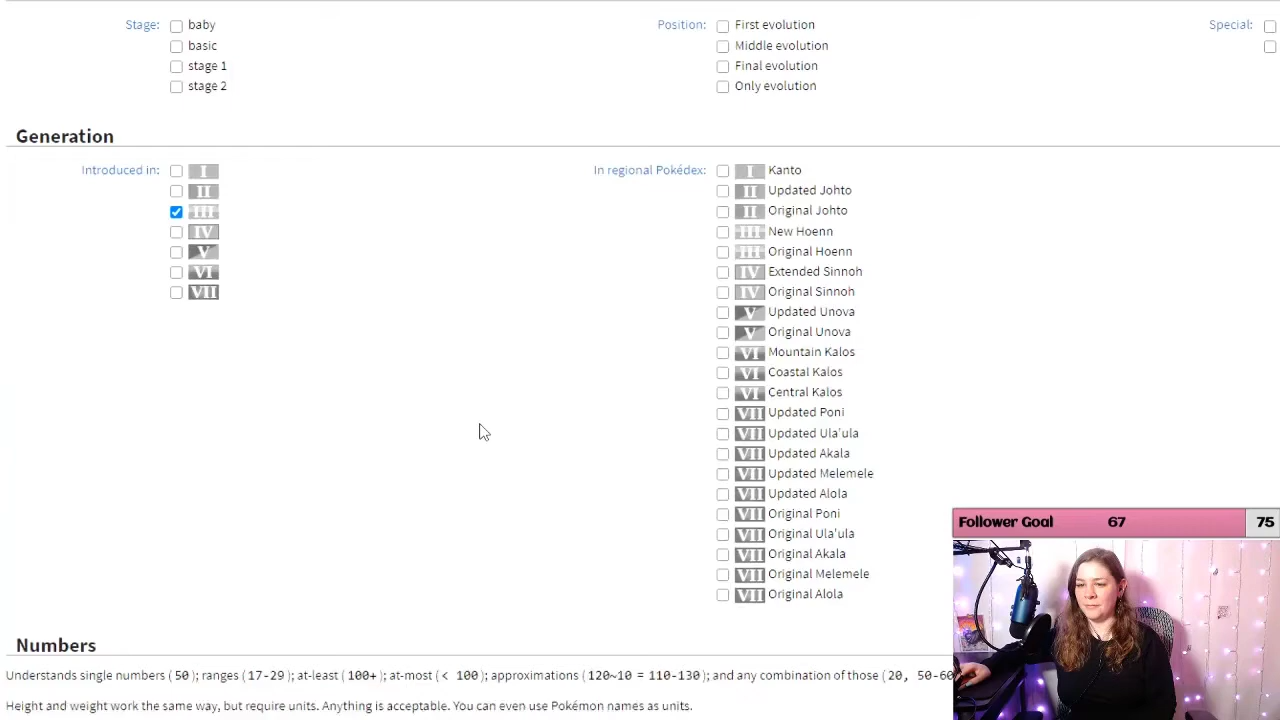 Stage:
baby
basic
stage 1
stage 2
Position:
First evolution
Middle evolution
Final evolution
Only evolution
Special:
Generation
Introduced in:
I
II
III
IV
V
VI
VII
In regional Pokédex:
I Kanto
II Updated Johto
II Original Johto
III New Hoenn
III Original Hoenn
IV Extended Sinnoh
IV Original Sinnoh
V Updated Unova
V Original Unova
VI Mountain Kalos
VI Coastal Kalos
VI Central Kalos
VII Updated Poni
VII Updated Ula'ula
VII Updated Akala
VII Updated Melemele
VII Updated Alola
VII Original Poni
VII Original Ula'ula
VII Original Akala
VII Original Melemele
VII Original Alola
Follower Goal 67 75
Numbers
Understands single numbers ( 50 ); ranges ( 17-29 ); at-least ( 100+ ); at-most ( < 100 ); approximations ( 120~10 = 110-130 ); and any combination of those ( 20, 50-60
Height and weight work the same way, but require units. Anything is acceptable. You can even use Pokémon names as units.